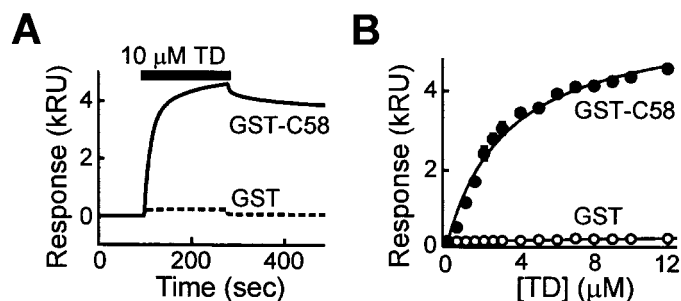 A
10 μM TD
Response (kRU)
4
2
0
GST-C58
GST
0
200
400
Time (sec)
B
Response (kRU)
4
2
0
GST-C58
GST
0
4
8
12
[TD] (μM)